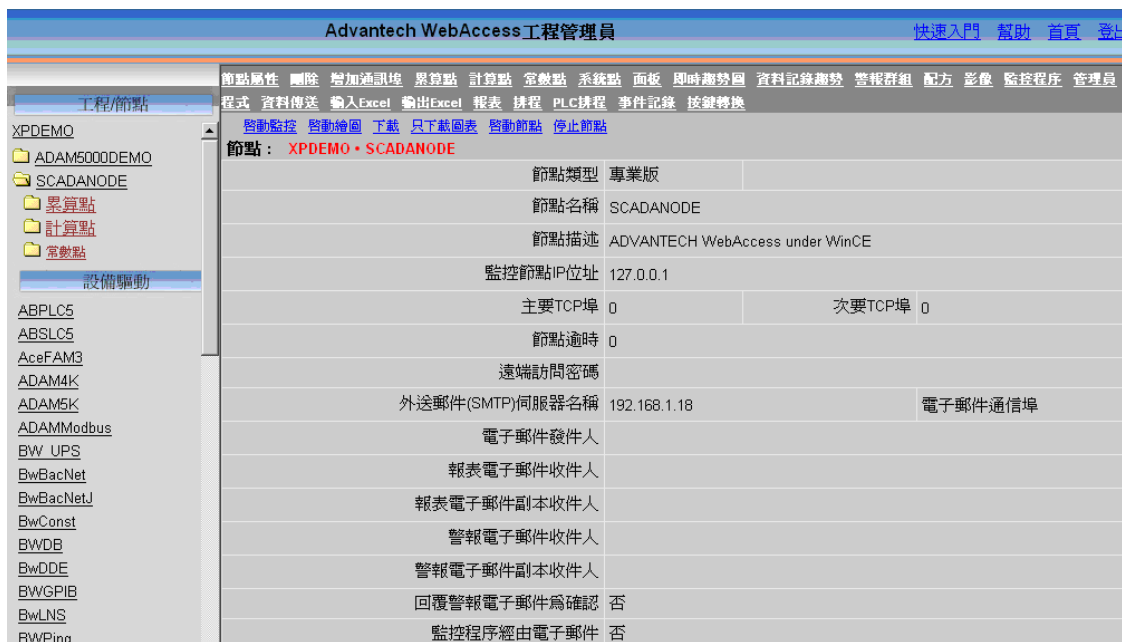 Advantech WebAccess工程管理員
快速入門 幫助 首頁 登出
節點屬性 刪除 增加通訊埠 累算點 計算點 常數點 系統點 面板 即時趨勢圖 資料記錄趨勢 警報群組 配方 影像 監控程序 管理員
程式 資料傳送 輸入Excel 輸出Excel 報表 排程 PLC排程 事件記錄 按鍵轉換
啟動監控 啟動繪圖 下載 只下載圖表 啟動節點 停止節點
工程/節點
XPDEMO
ADAM5000DEMO
SCADANODE
累算點
計算點
常數點
設備驅動
ABPLC5
ABSLC5
AceFAM3
ADAM4K
ADAM5K
ADAMModbus
BW_UPS
BwBacNet
BwBacNetJ
BwConst
BWDB
BwDDE
BWGPIB
BwLNS
BWPing
節點: XPDEMO • SCADANODE
節點類型 專業版
節點名稱 SCADANODE
節點描述 ADVANTECH WebAccess under WinCE
監控節點IP位址 127.0.0.1
主要TCP埠 0 次要TCP埠 0
節點逾時 0
遠端訪問密碼
外送郵件(SMTP)伺服器名稱 192.168.1.18 電子郵件通信埠
電子郵件發件人
報表電子郵件收件人
報表電子郵件副本收件人
警報電子郵件收件人
警報電子郵件副本收件人
回覆警報電子郵件為確認 否
監控程序經由電子郵件 否